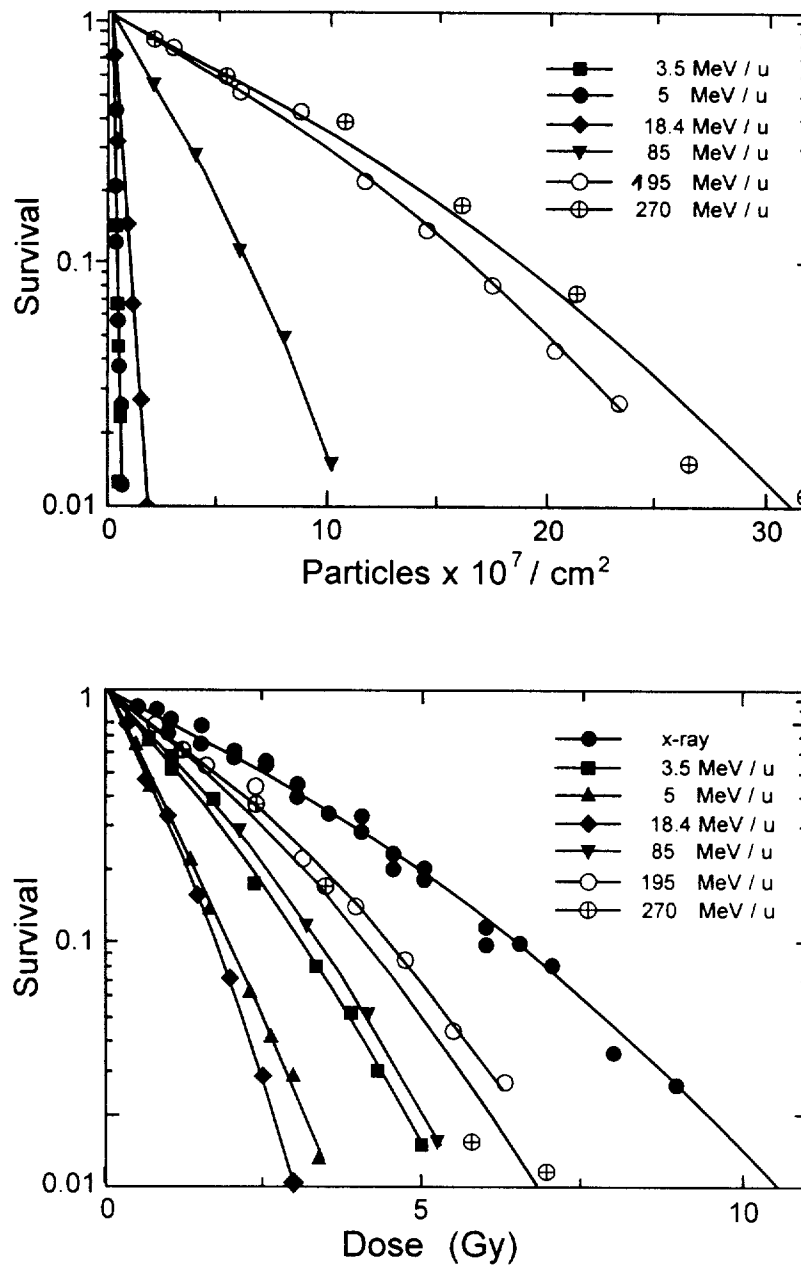 1
0.1
0.01
Survival
3.5 MeV / u
5 MeV / u
18.4 MeV / u
85 MeV / u
195 MeV / u
270 MeV / u
0 10 20 30
Particles x 10⁷ / cm²
1
0.1
0.01
Survival
x-ray
3.5 MeV / u
5 MeV / u
18.4 MeV / u
85 MeV / u
195 MeV / u
270 MeV / u
0 5 10
Dose (Gy)